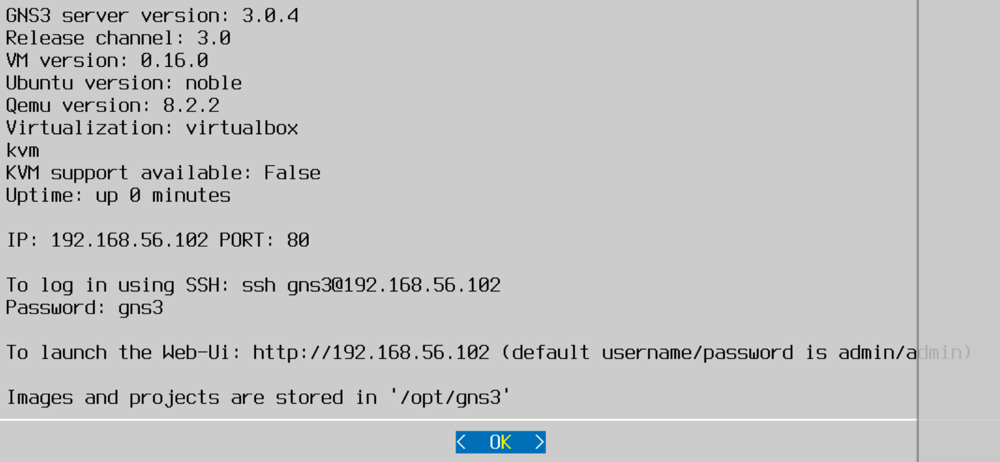 GNS3 server version: 3.0.4
Release channel: 3.0
VM version: 0.16.0
Ubuntu version: noble
Qemu version: 8.2.2
Virtualization: virtualbox
kvm
KVM support available: False
Uptime: up 0 minutes
IP: 192.168.56.102 PORT: 80
To log in using SSH: ssh gns3@192.168.56.102
Password: gns3
To launch the Web-Ui: http://192.168.56.102 (default username/password is admin/admin)
Images and projects are stored in '/opt/gns3'
< OK >